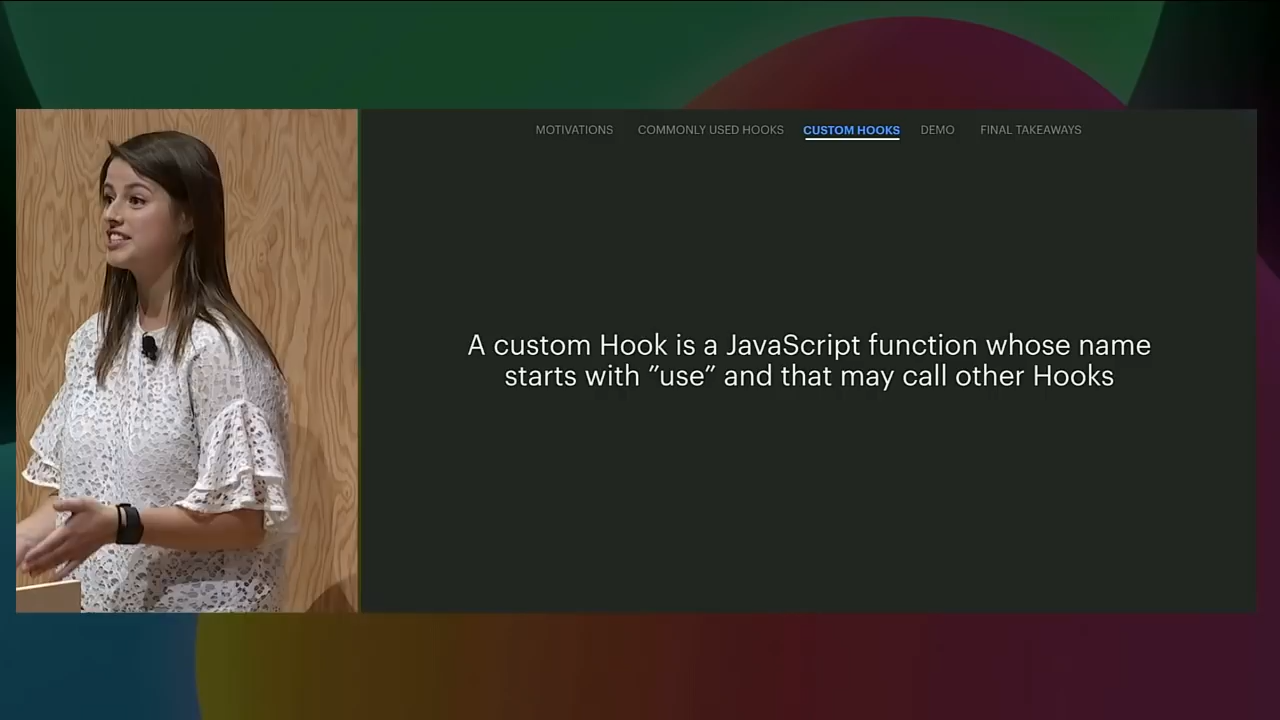 MOTIVATIONS COMMONLY USED HOOKS CUSTOM HOOKS DEMO FINAL TAKEAWAYS
A custom Hook is a JavaScript function whose name
starts with ”use” and that may call other Hooks